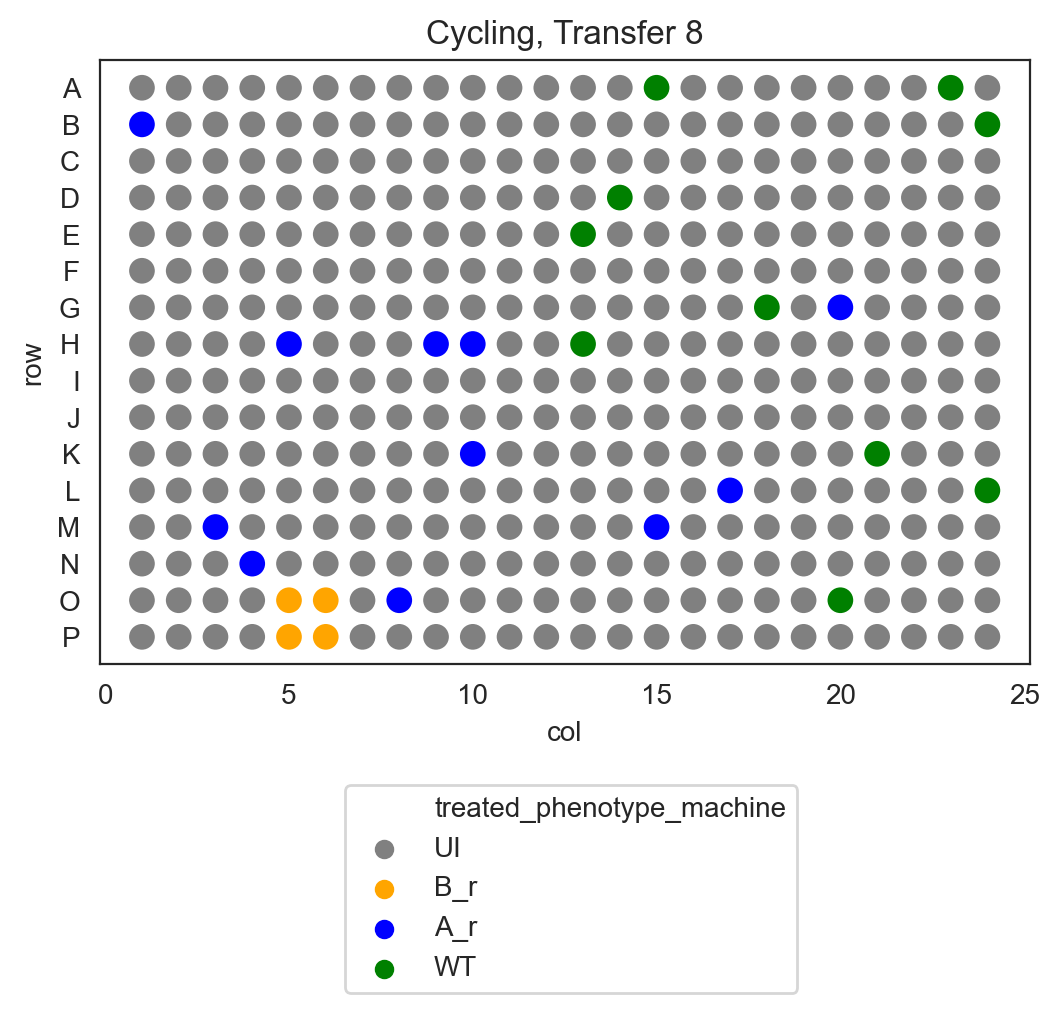 Cycling, Transfer 8
A
B
C
D
E
F
G
H
I
J
K
L
M
N
O
P
row
0 5 10 15 20 25
col
treated_phenotype_machine
UI
B_r
A_r
WT